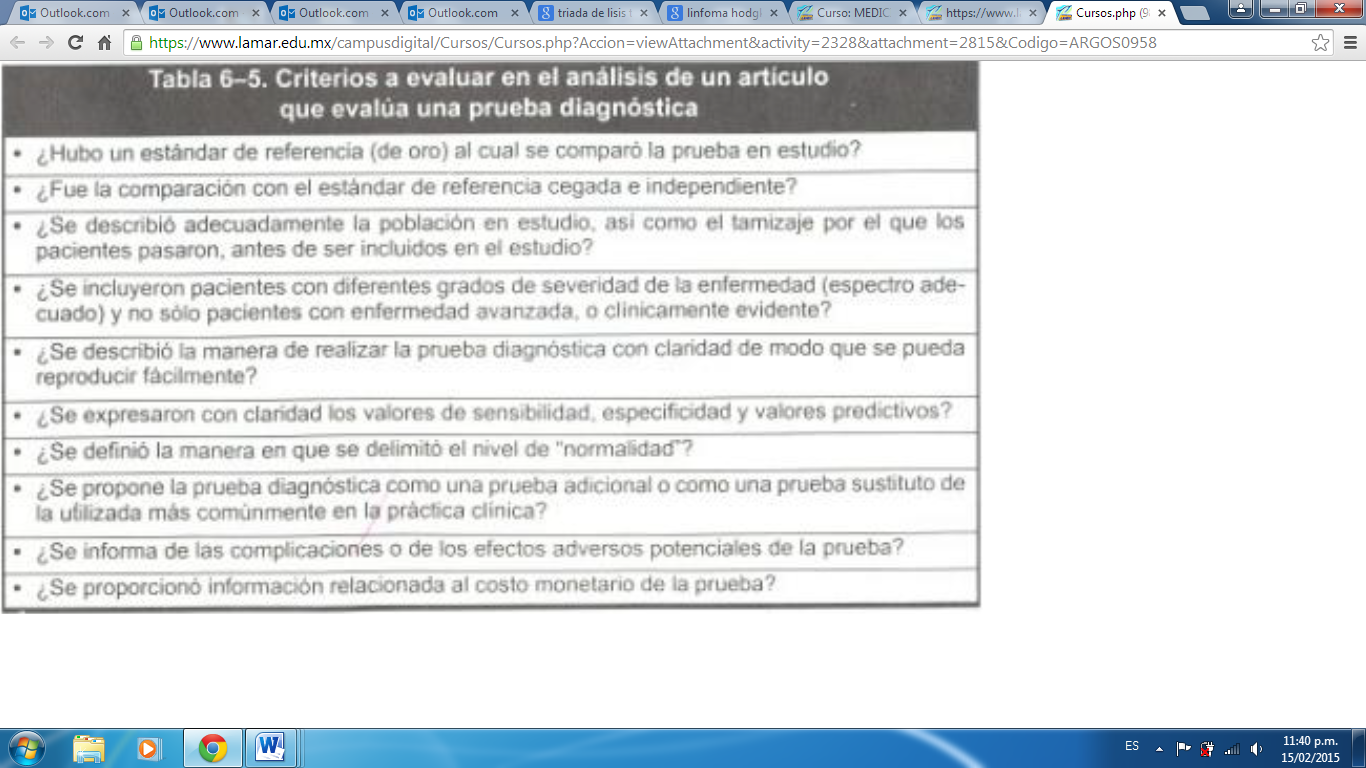 Outlook.com
Outlook.com
Outlook.com
Outlook.com
triada de lisis
linfoma hodg
Curso: MEDIC
https://www.
Cursos.php
https://www.lamar.edu.mx/campusdigital/Cursos/Cursos.php?Accion=viewAttachment&activity=2328&attachment=2815&Codigo=ARGOS0958
Tabla 6–5. Criterios a evaluar en el análisis de un artículo
que evalúa una prueba diagnóstica
• ¿Hubo un estándar de referencia (de oro) al cual se comparó la prueba en estudio?
• ¿Fue la comparación con el estándar de referencia cegada e independiente?
• ¿Se describió adecuadamente la población en estudio, así como el tamizaje por el que los
pacientes pasaron, antes de ser incluidos en el estudio?
• ¿Se incluyeron pacientes con diferentes grados de severidad de la enfermedad (espectro ade-
cuado) y no sólo pacientes con enfermedad avanzada, o clínicamente evidente?
• ¿Se describió la manera de realizar la prueba diagnóstica con claridad de modo que se pueda
reproducir fácilmente?
• ¿Se expresaron con claridad los valores de sensibilidad, especificidad y valores predictivos?
• ¿Se definió la manera en que se delimitó el nivel de "normalidad"?
• ¿Se propone la prueba diagnóstica como una prueba adicional o como una prueba sustituto de
la utilizada más comúnmente en la práctica clínica?
• ¿Se informa de las complicaciones o de los efectos adversos potenciales de la prueba?
• ¿Se proporcionó información relacionada al costo monetario de la prueba?
ES
11:40 p.m.
15/02/2015